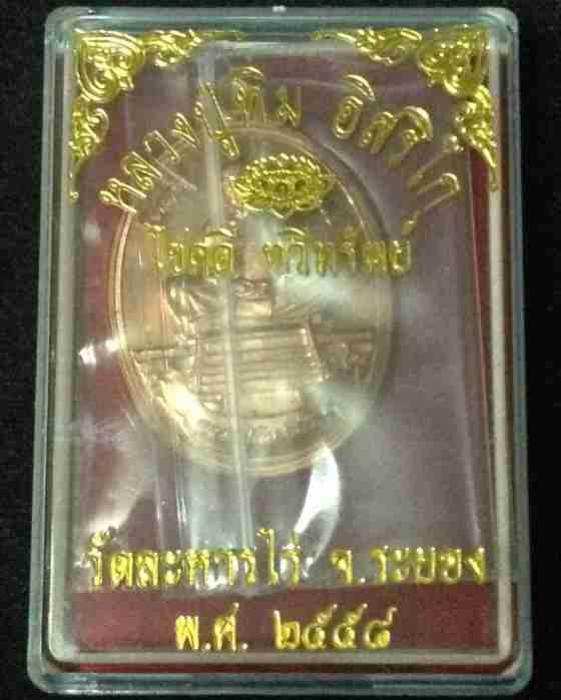 หลวงปู่ทิม อิสริโก
โชคดี ทวีทรัพย์
วัดละหารไร่ จ.ระยอง
พ.ศ. ๒๕๕๘